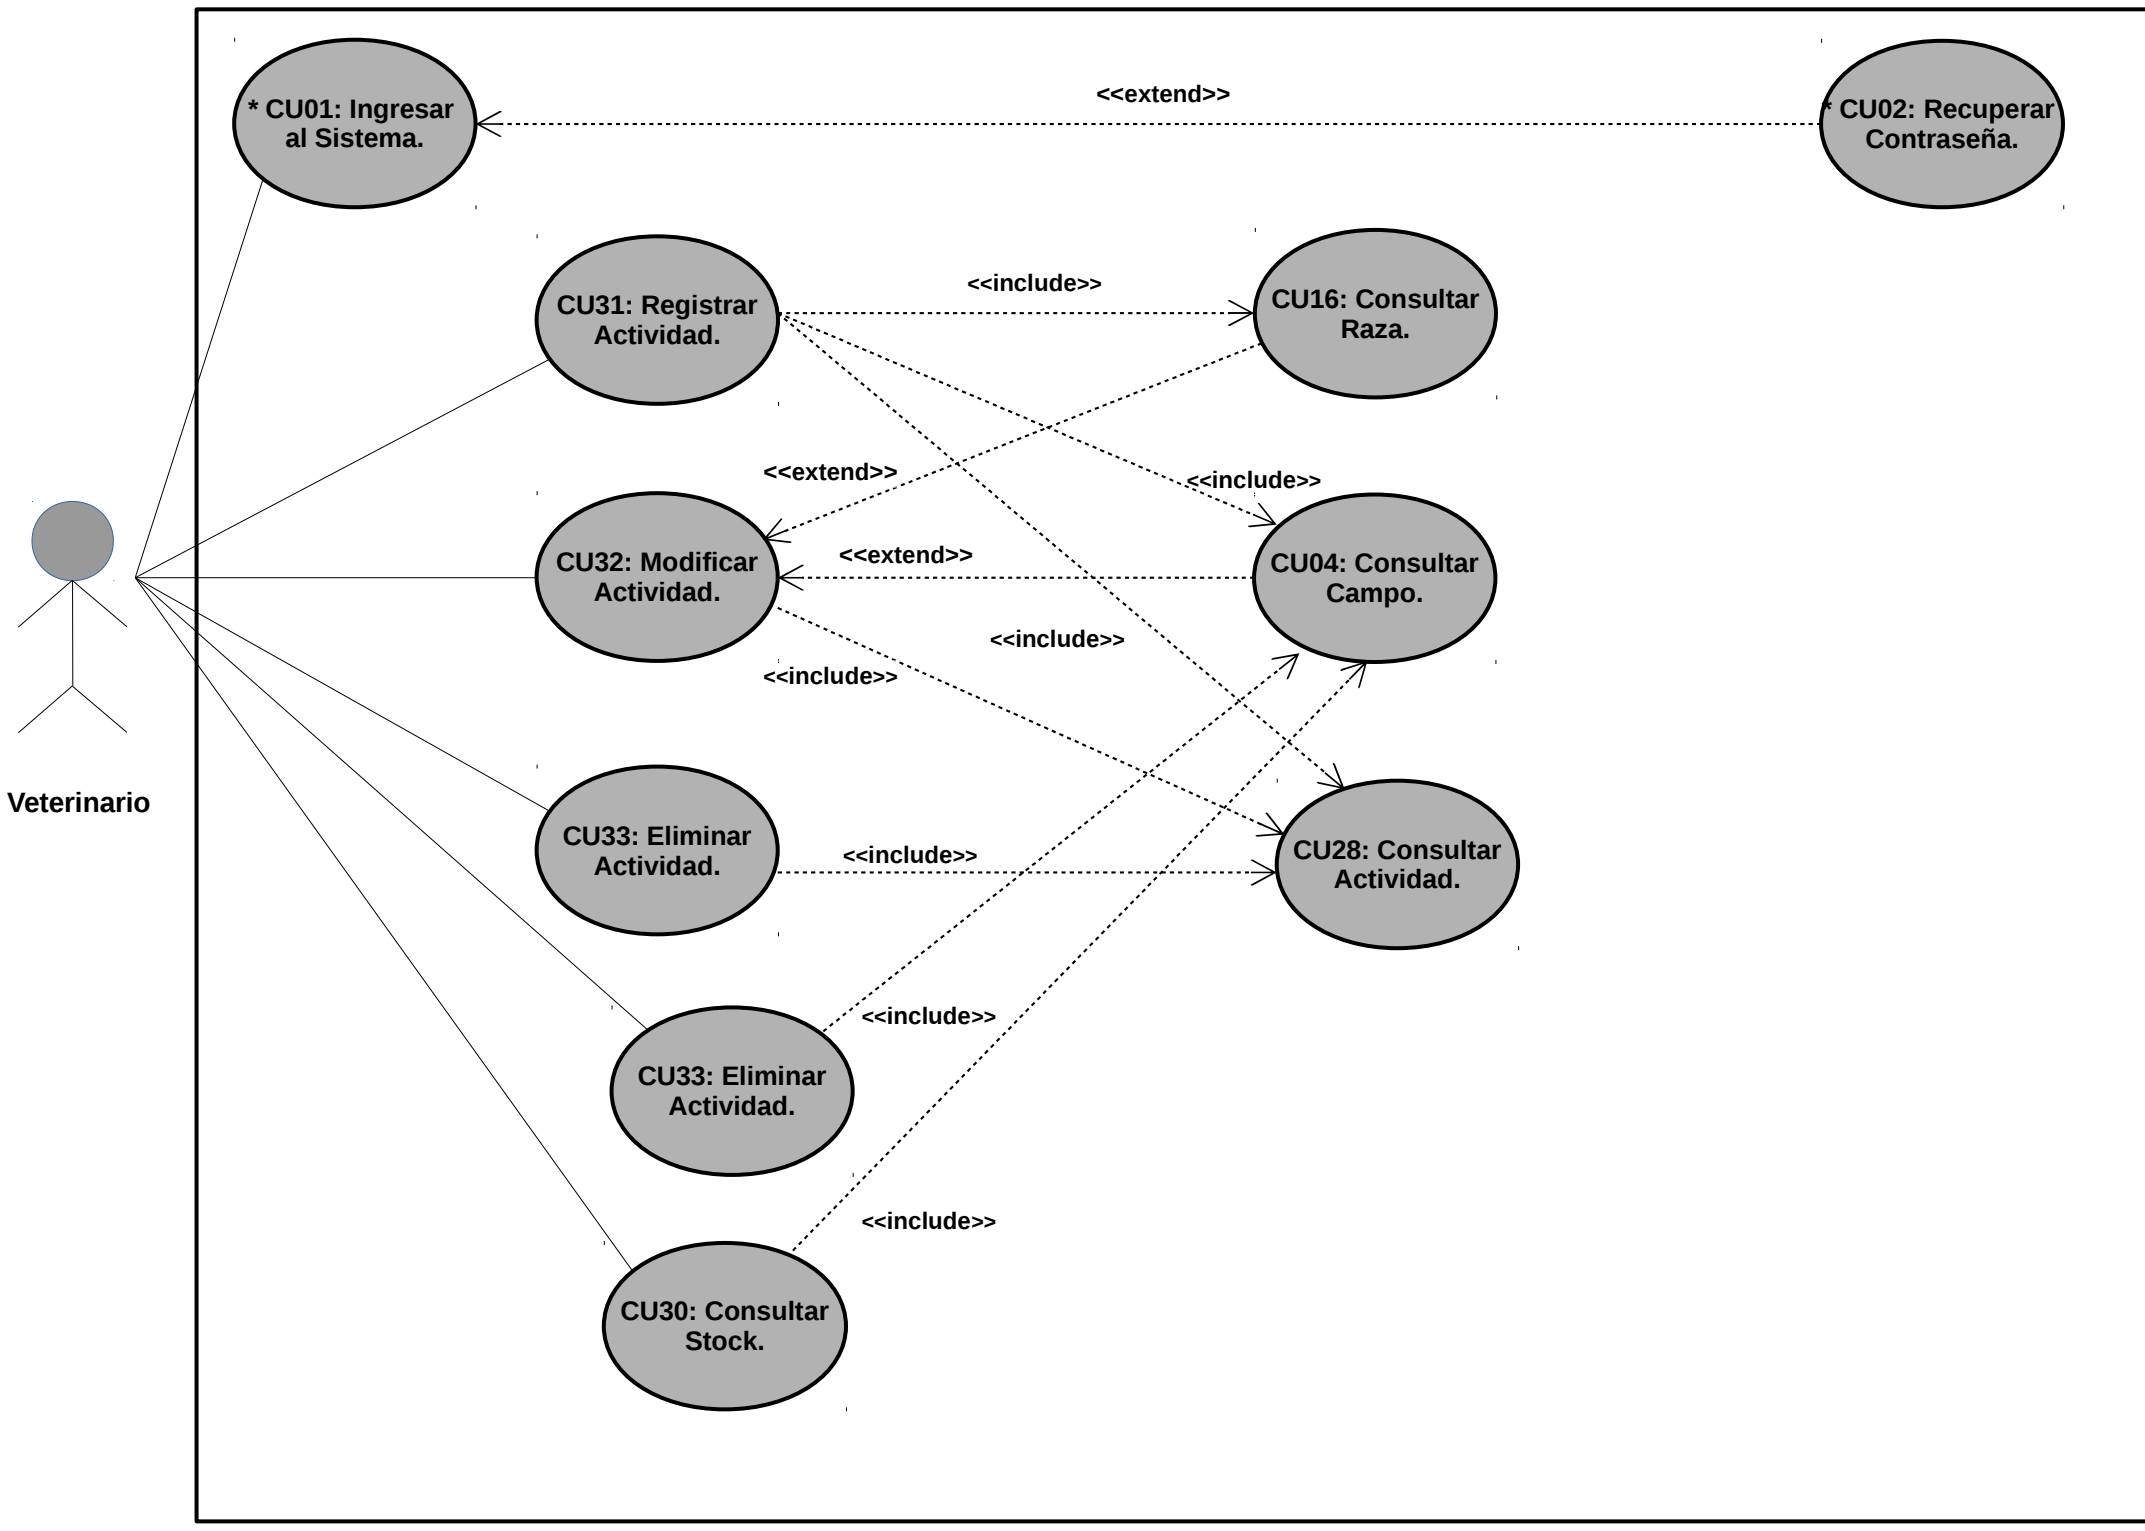 <<extend>>
* CU01: Ingresar
al Sistema.
* CU02: Recuperar
Contraseña.
<<include>>
CU31: Registrar
Actividad.
CU16: Consultar
Raza.
<<extend>>
<<include>>
<<extend>>
CU32: Modificar
Actividad.
CU04: Consultar
Campo.
<<include>>
<<include>>
Veterinario
CU33: Eliminar
Actividad.
<<include>>
CU28: Consultar
Actividad.
<<include>>
CU33: Eliminar
Actividad.
<<include>>
CU30: Consultar
Stock.